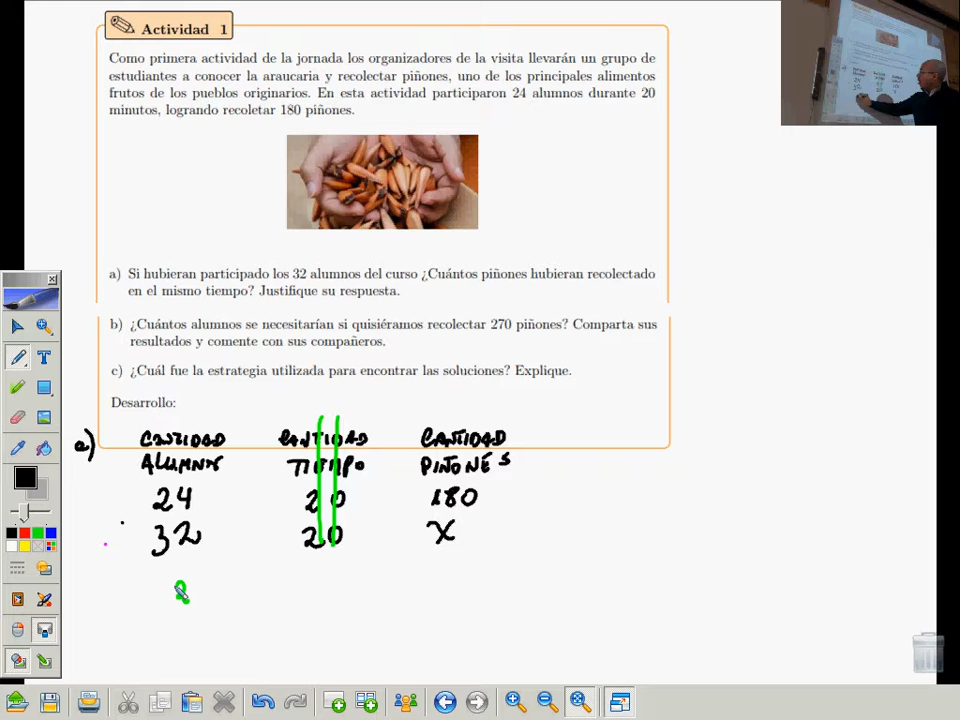 Actividad 1
Como primera actividad de la jornada los organizadores de la visita llevarán un grupo de
estudiantes a conocer la araucaria y recolectar piñones, uno de los principales alimentos
frutos de los pueblos originarios. En esta actividad participaron 24 alumnos durante 20
minutos, logrando recoletar 180 piñones.
a) Si hubieran participado los 32 alumnos del curso ¿Cuántos piñones hubieran recolectado
en el mismo tiempo? Justifique su respuesta.
b) ¿Cuántos alumnos se necesitarían si quisiéramos recolectar 270 piñones? Comparta sus
resultados y comente con sus compañeros.
c) ¿Cuál fue la estrategia utilizada para encontrar las soluciones? Explique.
Desarrollo:
a) CANTIDAD CANTIDAD CANTIDAD
ALUMNOS TIEMPO PIÑONES
24 20 180
32 20 X